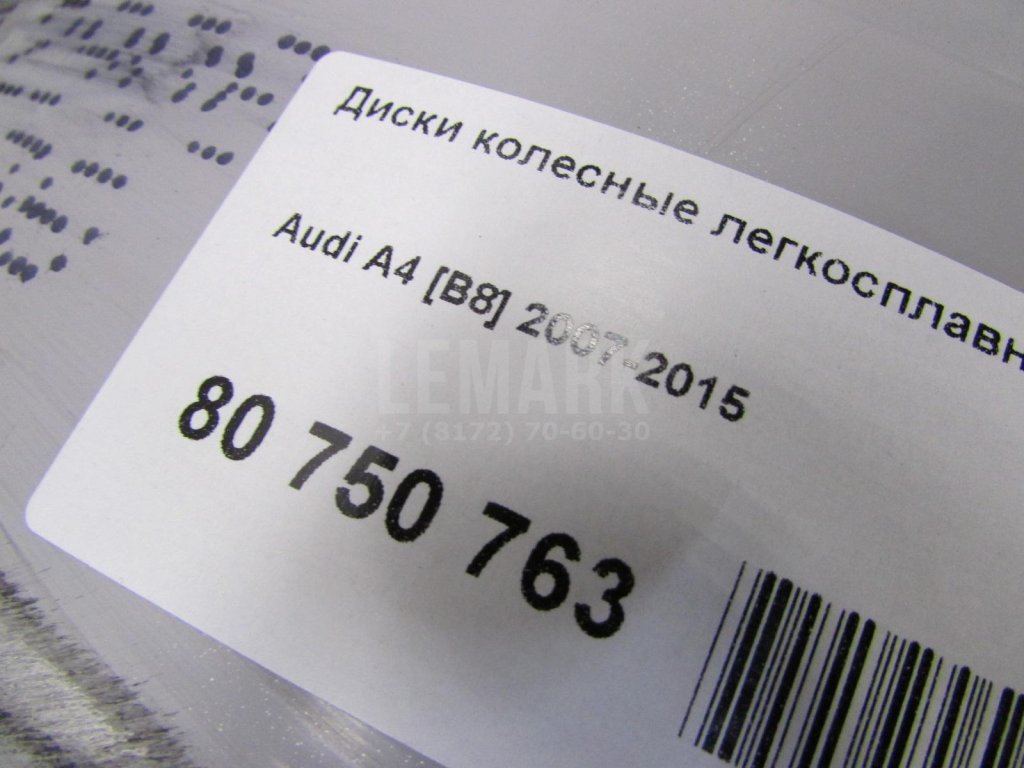 Диски колесные легкосплавн
Audi A4 [B8] 2007-2015
LEMARK
+7 (8172) 70-60-30
80 750 763